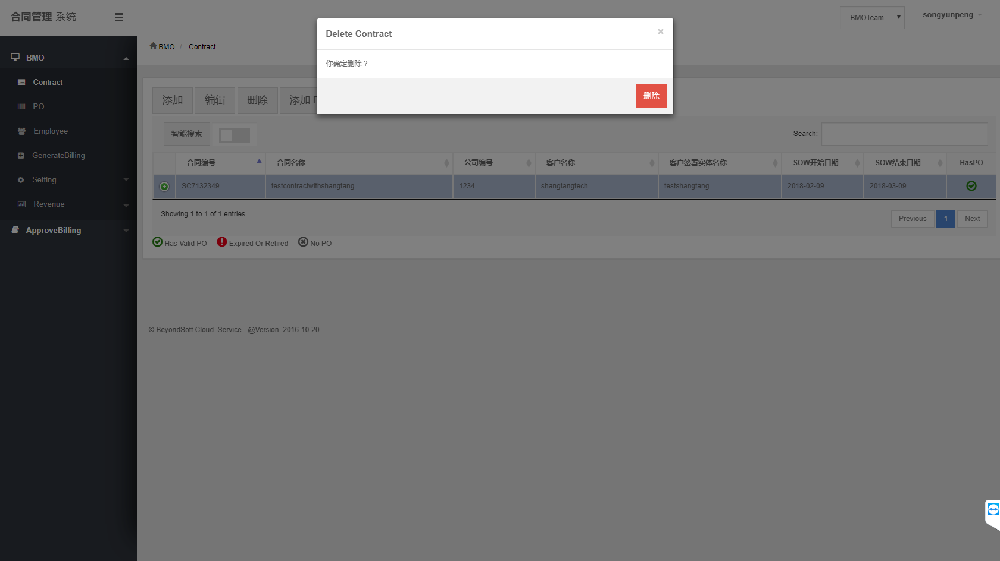 合同管理 系统
BMOTeam
songyunpeng
Delete Contract
×
你确定删除？
删除
BMO
Contract
PO
Employee
GenerateBilling
Setting
Revenue
ApproveBilling
BMO / Contract
添加 编辑 删除 添加
智能搜索
Search:
合同编号 合同名称 公司编号 客户名称 客户签署实体名称 SOW开始日期 SOW结束日期 HasPO
SC7132349 testcontractwithshangtang 1234 shangtangtech testshangtang 2018-02-09 2018-03-09
Showing 1 to 1 of 1 entries
Previous 1 Next
Has Valid PO Expired Or Retired No PO
© BeyondSoft Cloud_Service - @Version_2016-10-20